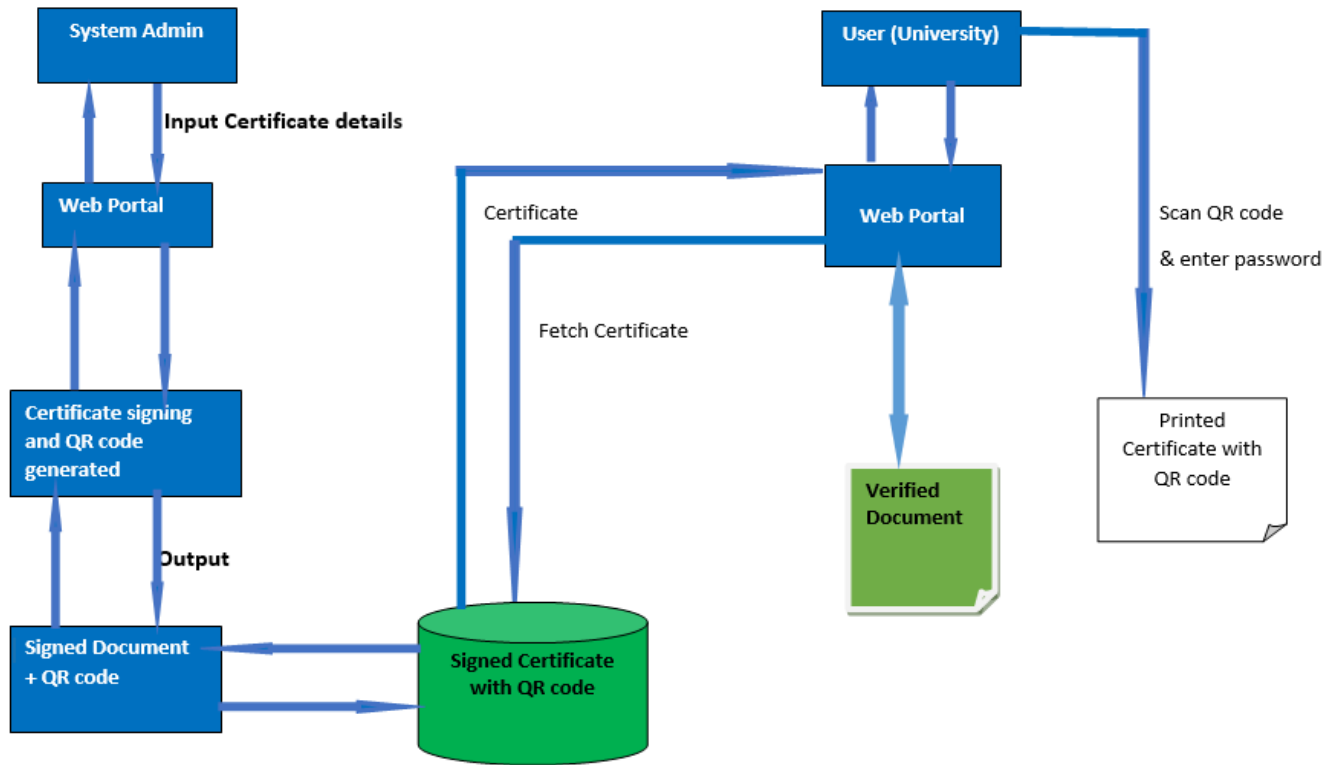 System Admin
Input Certificate details
Web Portal
Certificate signing
and QR code
generated
Output
Signed Document
+ QR code
Signed Certificate
with QR code
Certificate
Fetch Certificate
User (University)
Web Portal
Verified
Document
Scan QR code
& enter password
Printed
Certificate with
QR code